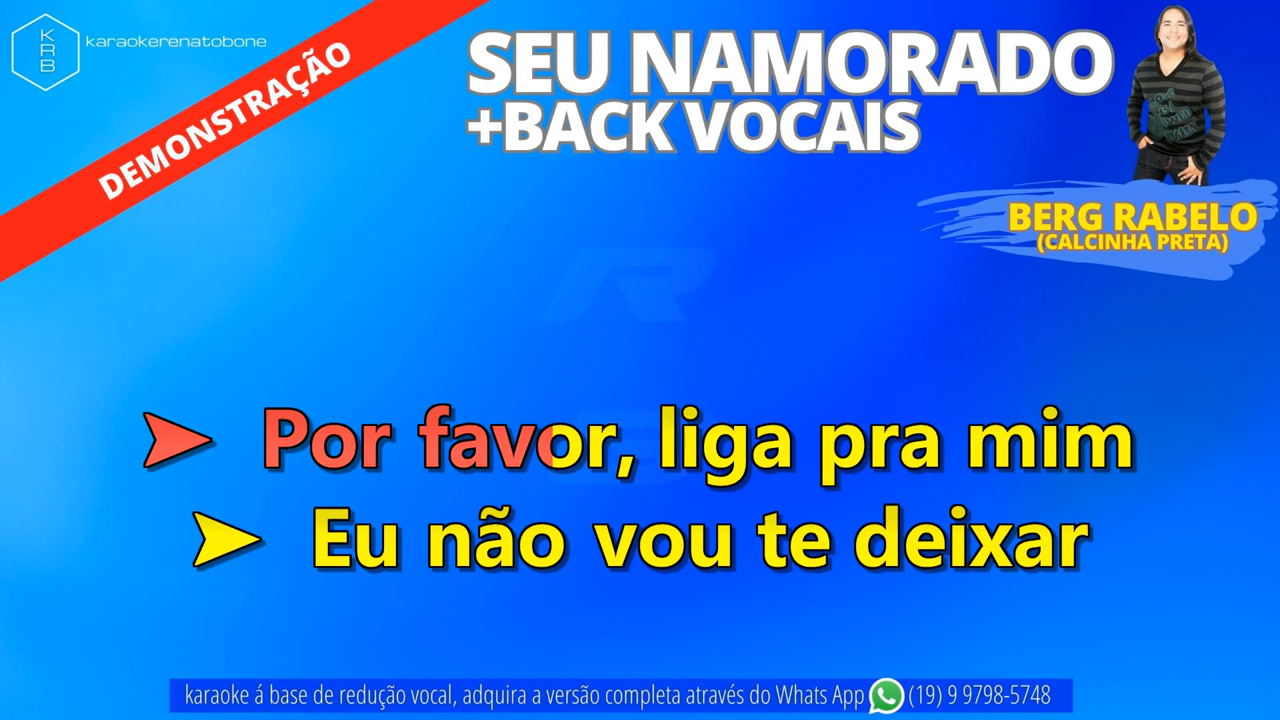 KRB
karaokerenatobone
DEMONSTRAÇÃO
SEU NAMORADO
+BACK VOCAIS
BERG RABELO
(CALCINHA PRETA)
➤ Por favor, liga pra mim
➤ Eu não vou te deixar
karaoke á base de redução vocal, adquira a versão completa através do Whats App (19) 9 9798-5748